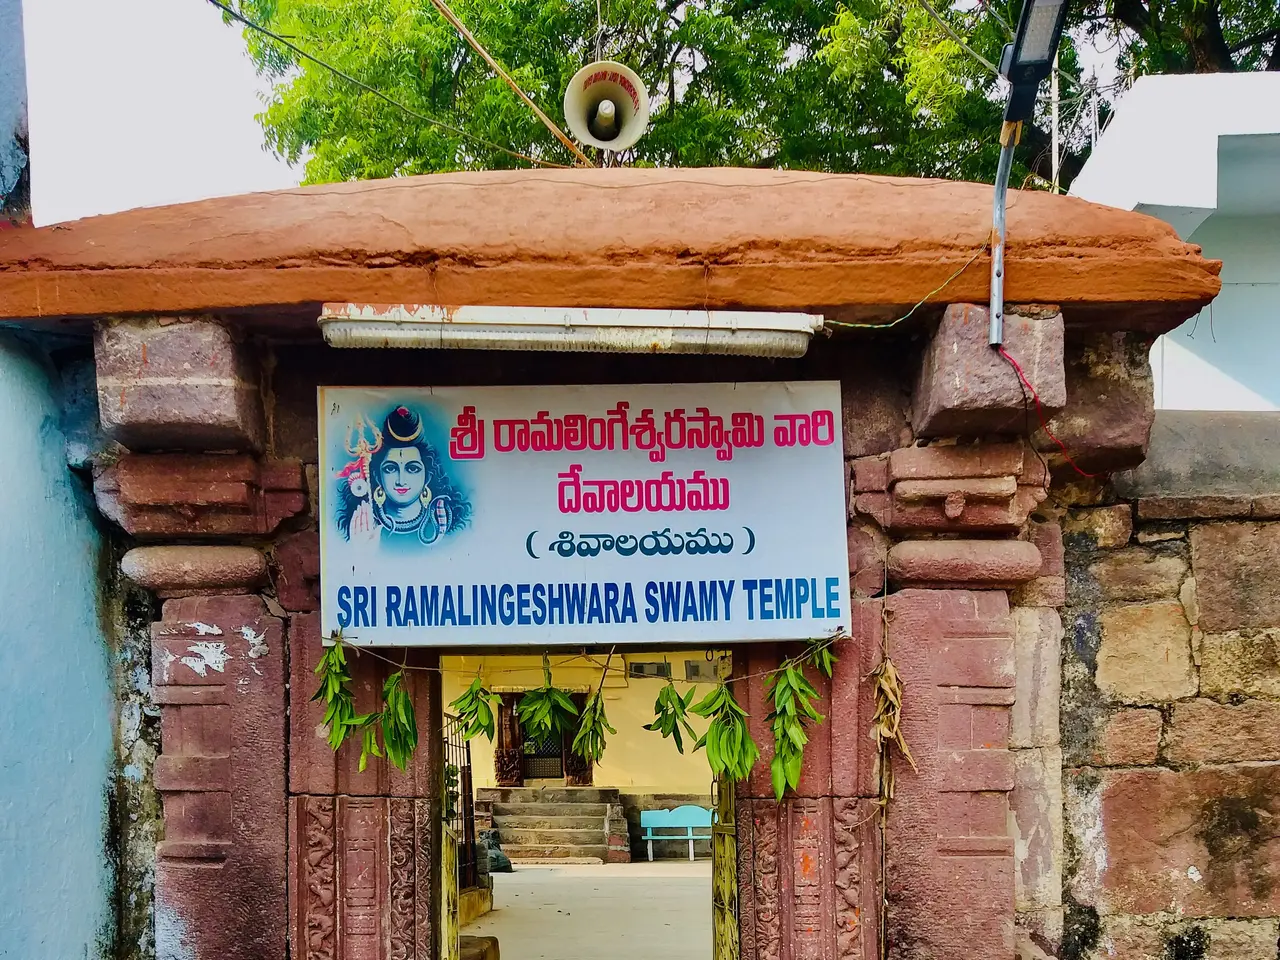 శ్రీ
శ్రీ రామలింగేశ్వరస్వామి వారి
దేవాలయము
( శివాలయము )
SRI RAMALINGESHWARA SWAMY TEMPLE